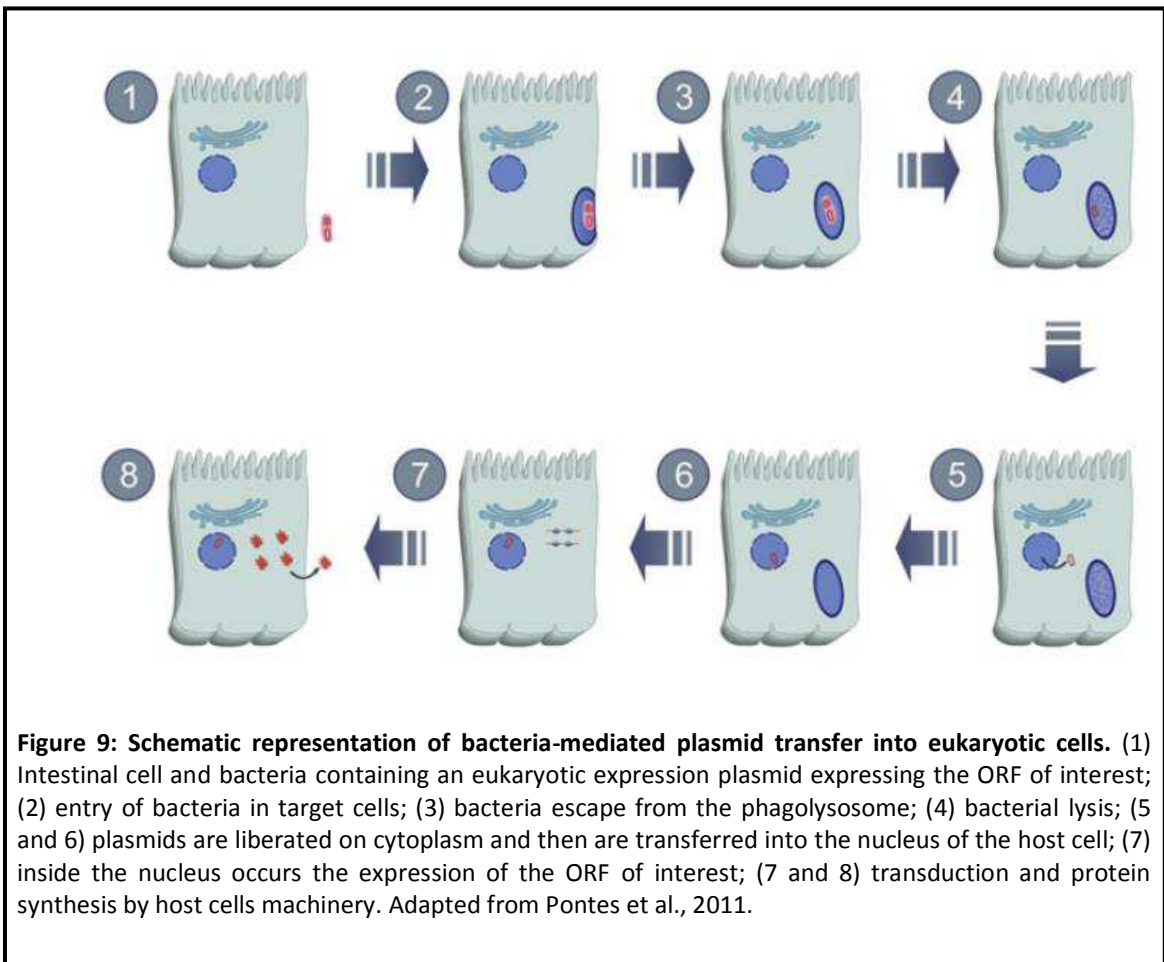 1
2
3
4
8
7
6
5
Figure 9: Schematic representation of bacteria-mediated plasmid transfer into eukaryotic cells. (1)
Intestinal cell and bacteria containing an eukaryotic expression plasmid expressing the ORF of interest;
(2) entry of bacteria in target cells; (3) bacteria escape from the phagolysosome; (4) bacterial lysis; (5
and 6) plasmids are liberated on cytoplasm and then are transferred into the nucleus of the host cell; (7)
inside the nucleus occurs the expression of the ORF of interest; (7 and 8) transduction and protein
synthesis by host cells machinery. Adapted from Pontes et al., 2011.